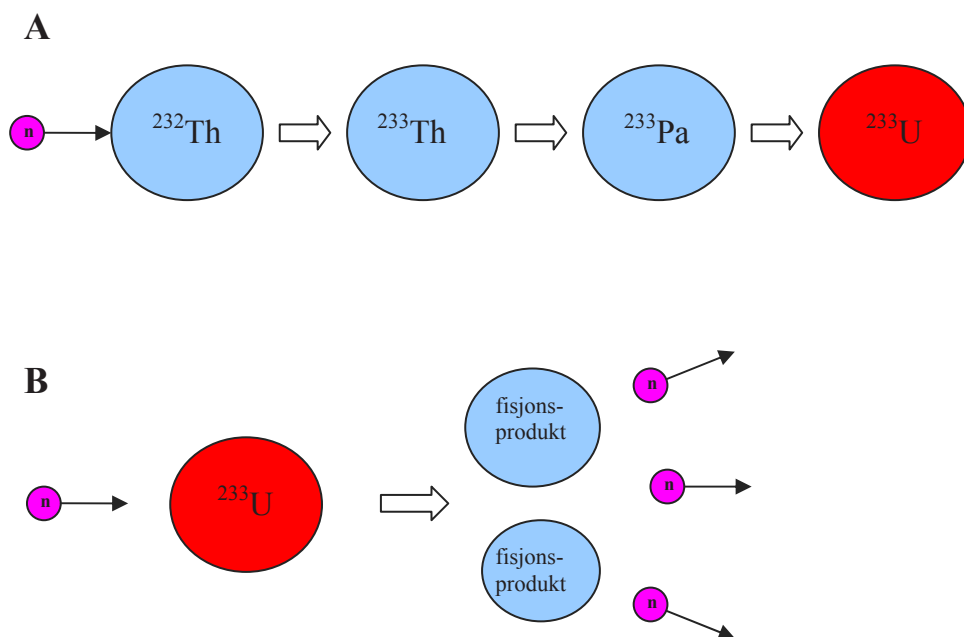 A
n
²³²Th
²³³Th
²³³Pa
²³³U
B
n
²³³U
fisjons-
produkt
fisjons-
produkt
n
n
n